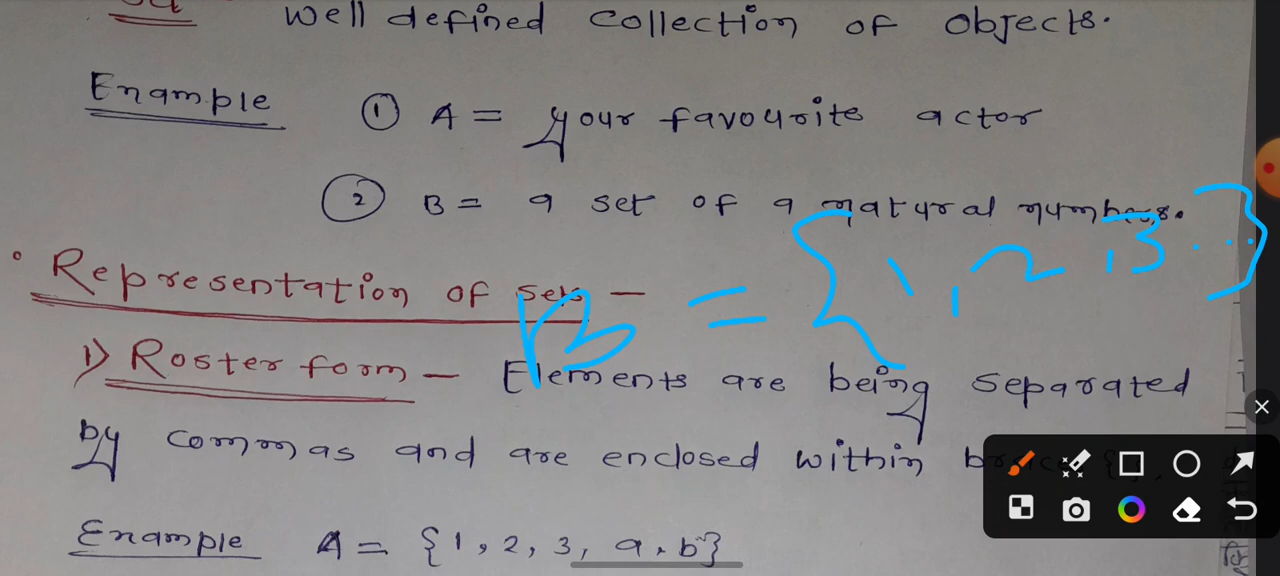 Well defined collection of objects.
Example ① A = your favourite actor
② B = a set of a natural numbers.
B = {1, 2, 3...}
• Representation of sets —
1) Roster form — Elements are being separated
by commas and are enclosed within
Example A = {1, 2, 3, a, b}